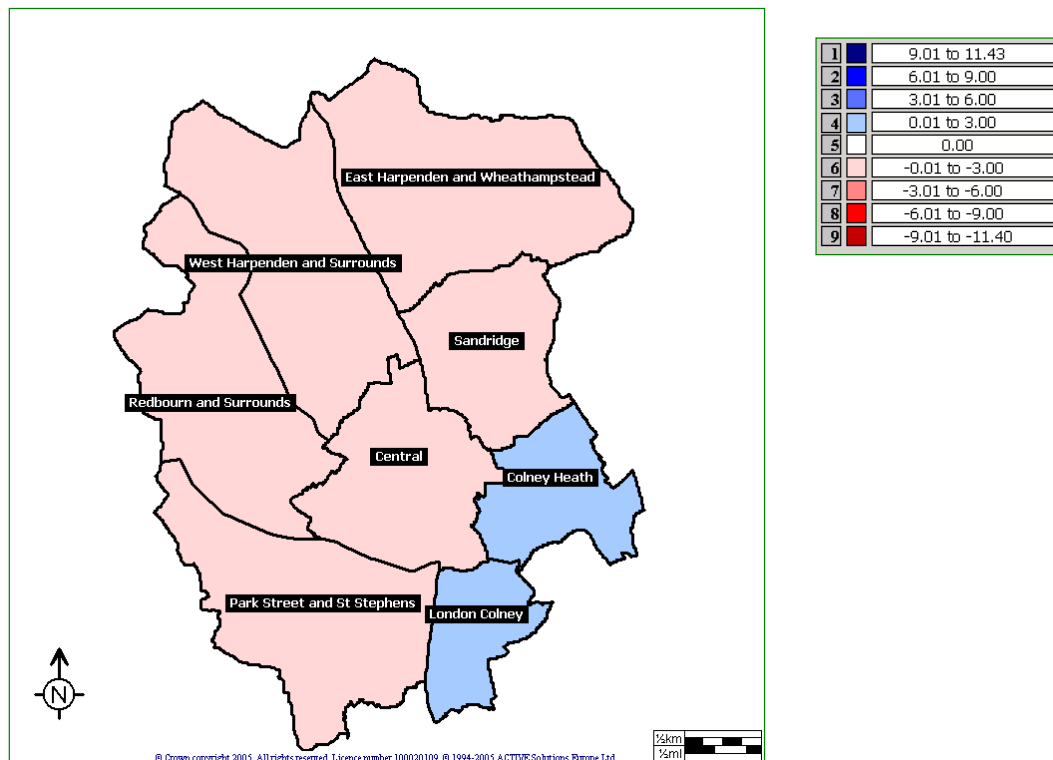 East Harpenden and Wheathampstead
West Harpenden and Surrounds
Sandridge
Redbourn and Surrounds
Central
Colney Heath
Park Street and St Stephens
London Colney
N
½km
½ml
© Crown copyright 2005. All rights reserved. Licence number 100020109. © 1994-2005 ACTIVE Solutions Europe Ltd
1 9.01 to 11.43
2 6.01 to 9.00
3 3.01 to 6.00
4 0.01 to 3.00
5 0.00
6 -0.01 to -3.00
7 -3.01 to -6.00
8 -6.01 to -9.00
9 -9.01 to -11.40